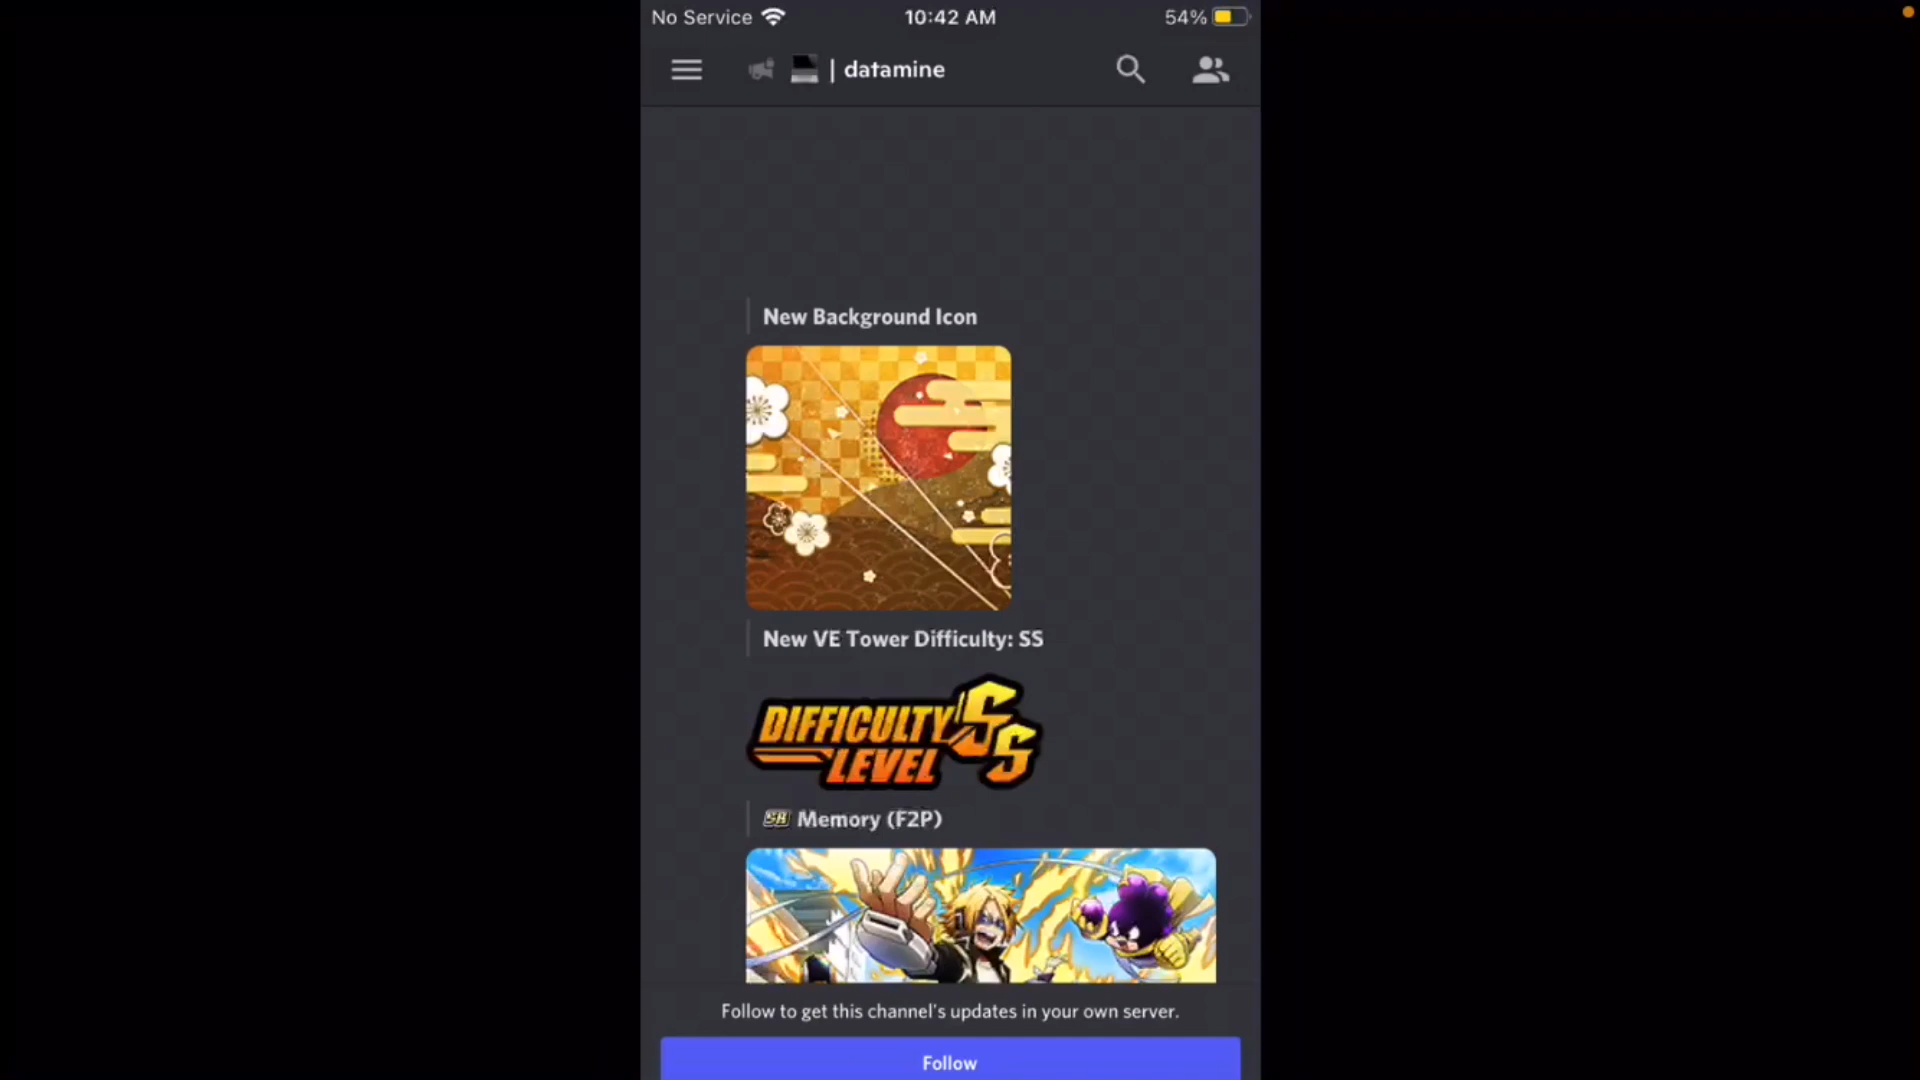 No Service 10:42 AM 54%
| datamine
New Background Icon
New VE Tower Difficulty: SS
DIFFICULTY SS
LEVEL
SR Memory (F2P)
Follow to get this channel's updates in your own server.
Follow